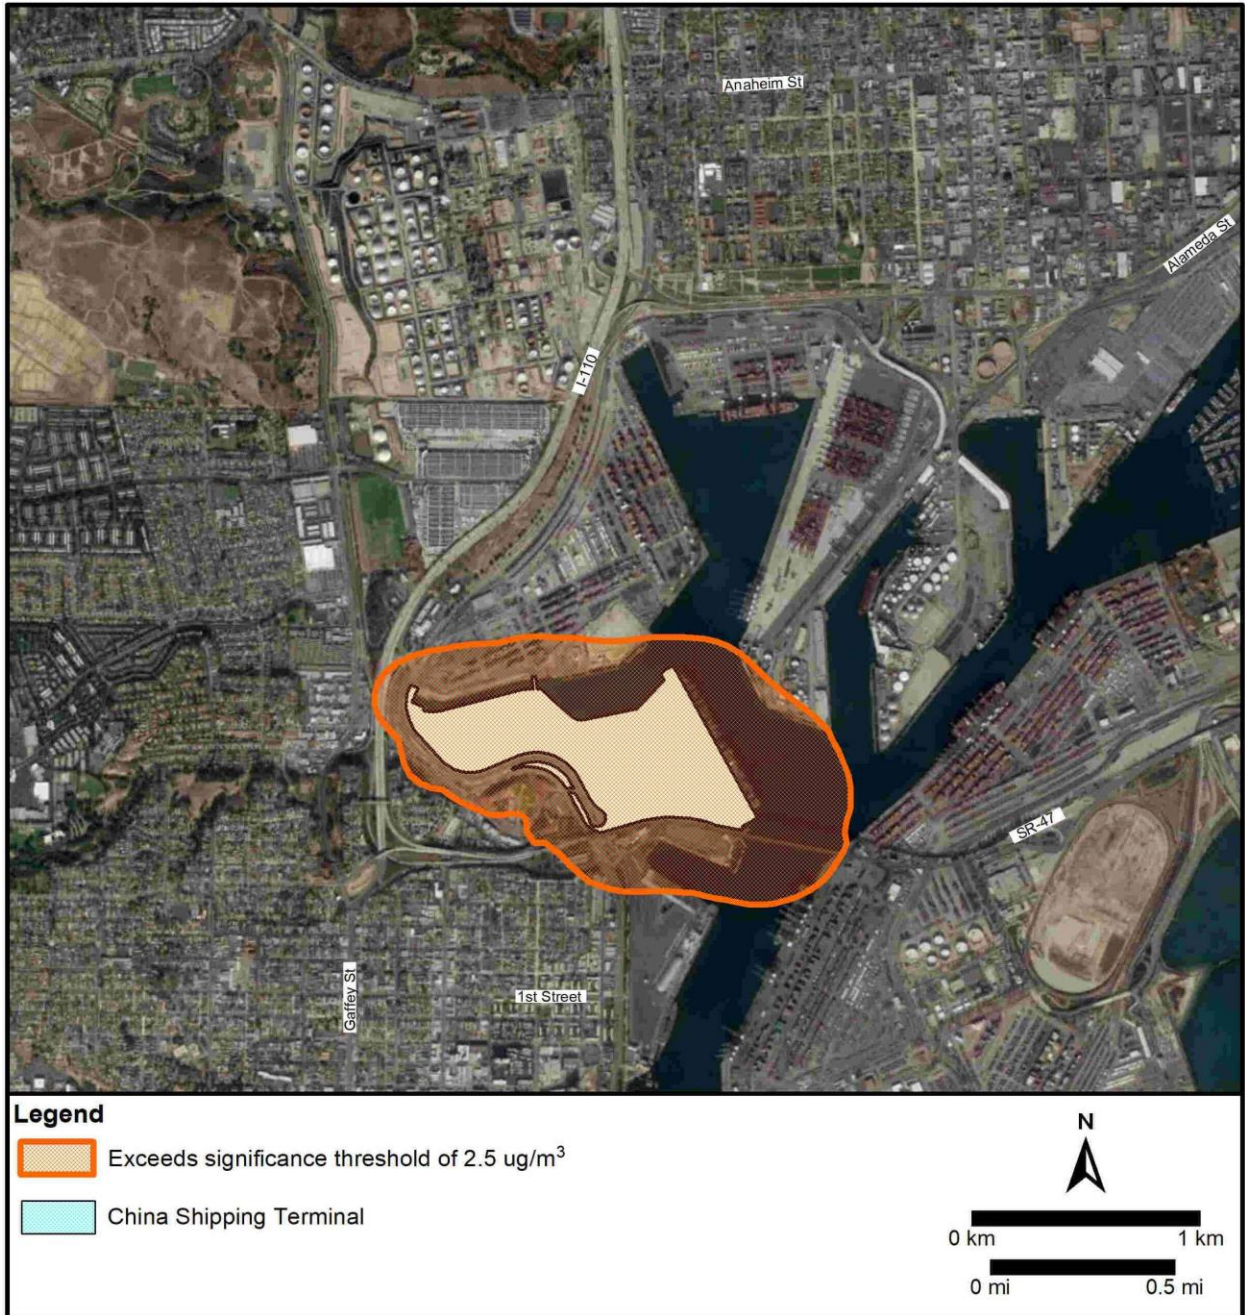 Anaheim St
Alameda St
I-110
SR-47
Gaffey St
1st Street
Legend
Exceeds significance threshold of 2.5 ug/m³
China Shipping Terminal
N
0 km 1 km
0 mi 0.5 mi